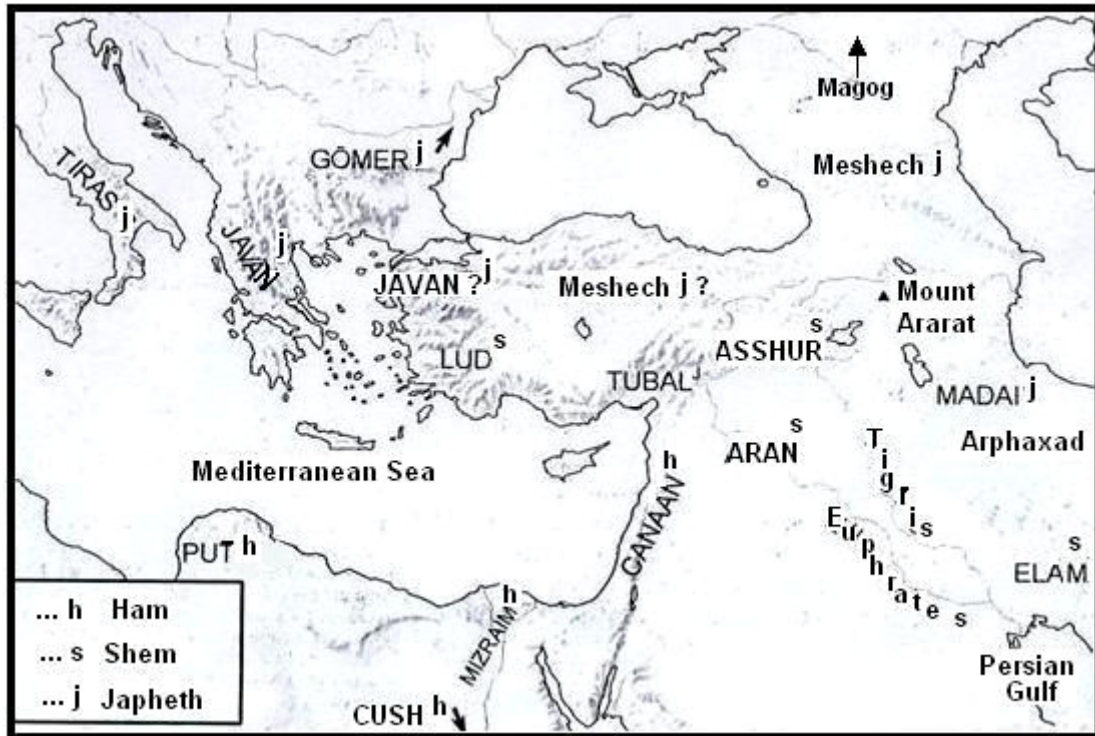 Magog
Meshech j
GOMER j
TIRAS j
JAVAN j
JAVAN ? j
Meshech j ?
Mount
Ararat
LUD s
ASSHUR s
TUBAL j
MADAI j
ARAN s
Arphaxad
Tigris
Mediterranean Sea
CANAAN h
Euphrates
PUT h
ELAM s
MIZRAIM h
... h Ham
... s Shem
... j Japheth
Persian
Gulf
CUSH h